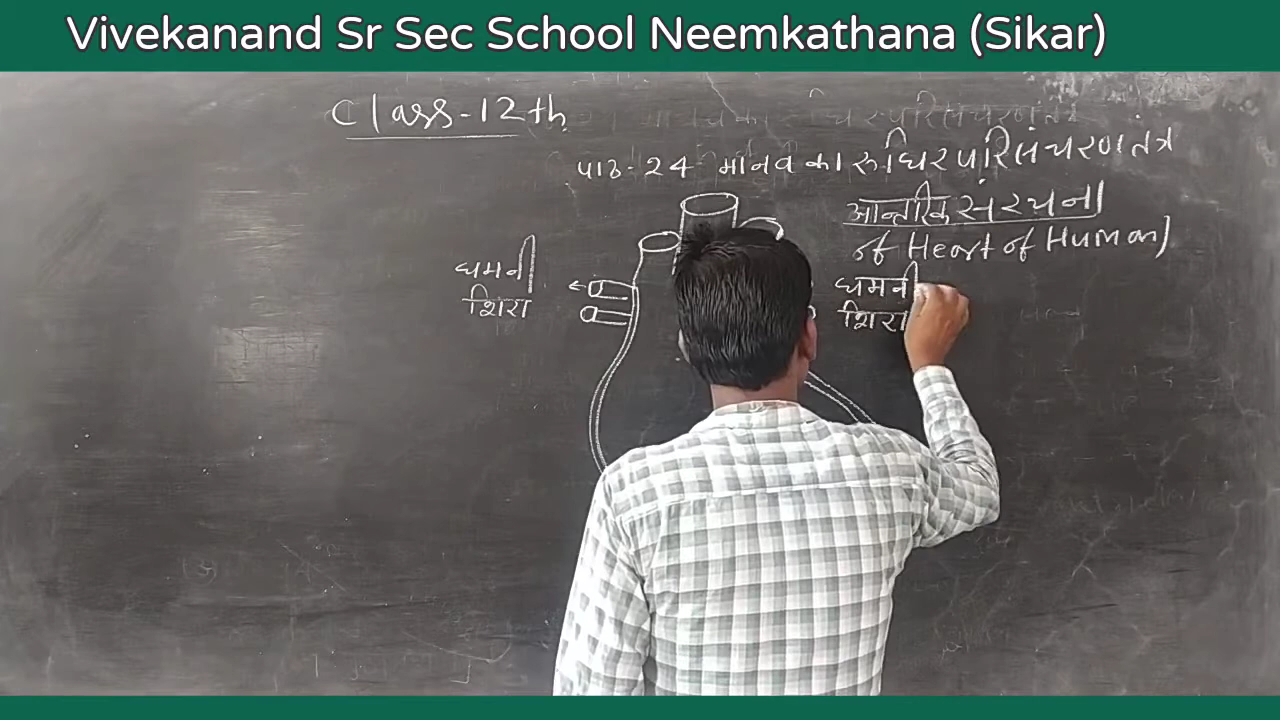 Vivekanand Sr Sec School Neemkathana (Sikar)
Class-12th
पाठ-24 मानव का रुधिर परिसंचरण तंत्र
आन्तरिक संरचना
of Heart of Human)
धमनी
शिरा
धमनी
शिरा